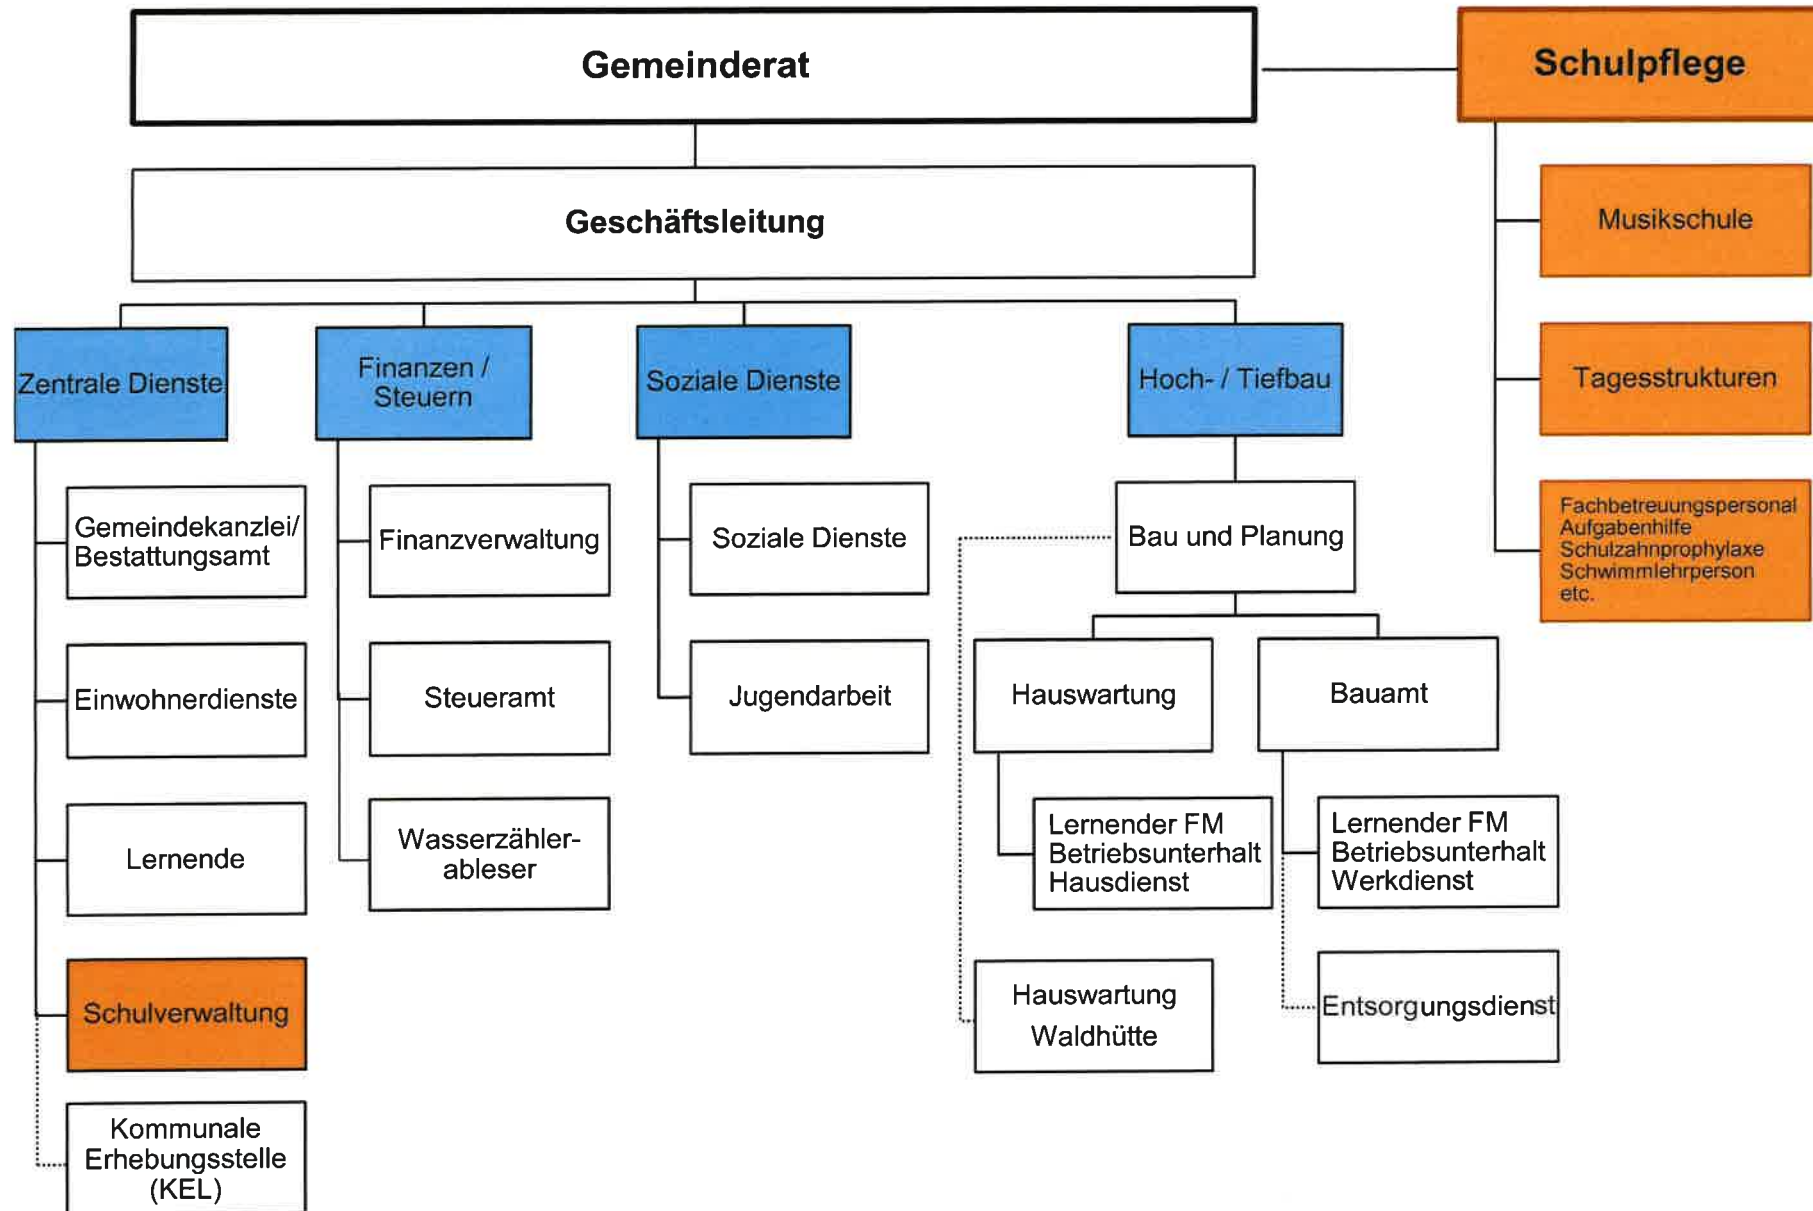 Gemeinderat
Schulpflege
Geschäftsleitung
Musikschule
Tagesstrukturen
Fachbetreuungspersonal
Aufgabenhilfe
Schulzahnprophylaxe
Schwimmlehrperson
etc.
Zentrale Dienste
Finanzen /
Steuern
Soziale Dienste
Hoch- / Tiefbau
Gemeindekanzlei/
Bestattungsamt
Einwohnerdienste
Lernende
Schulverwaltung
Kommunale
Erhebungsstelle
(KEL)
Finanzverwaltung
Steueramt
Wasserzähler-
ableser
Soziale Dienste
Jugendarbeit
Bau und Planung
Hauswartung
Bauamt
Lernender FM
Betriebsunterhalt
Hausdienst
Lernender FM
Betriebsunterhalt
Werkdienst
Hauswartung
Waldhütte
Entsorgungsdienst